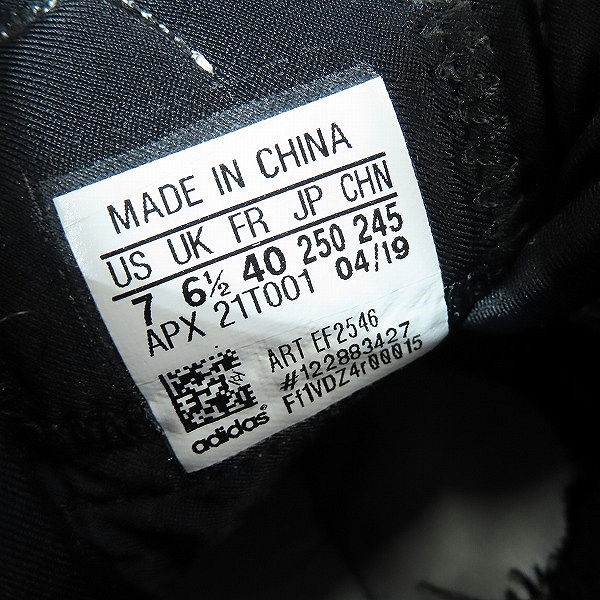 MADE IN CHINA
US UK FR JP CHN
7 6½ 40 250 245
APX 21T001 04/19
ART EF2546
#122883427
Ff1VDZ4r00015
adidas